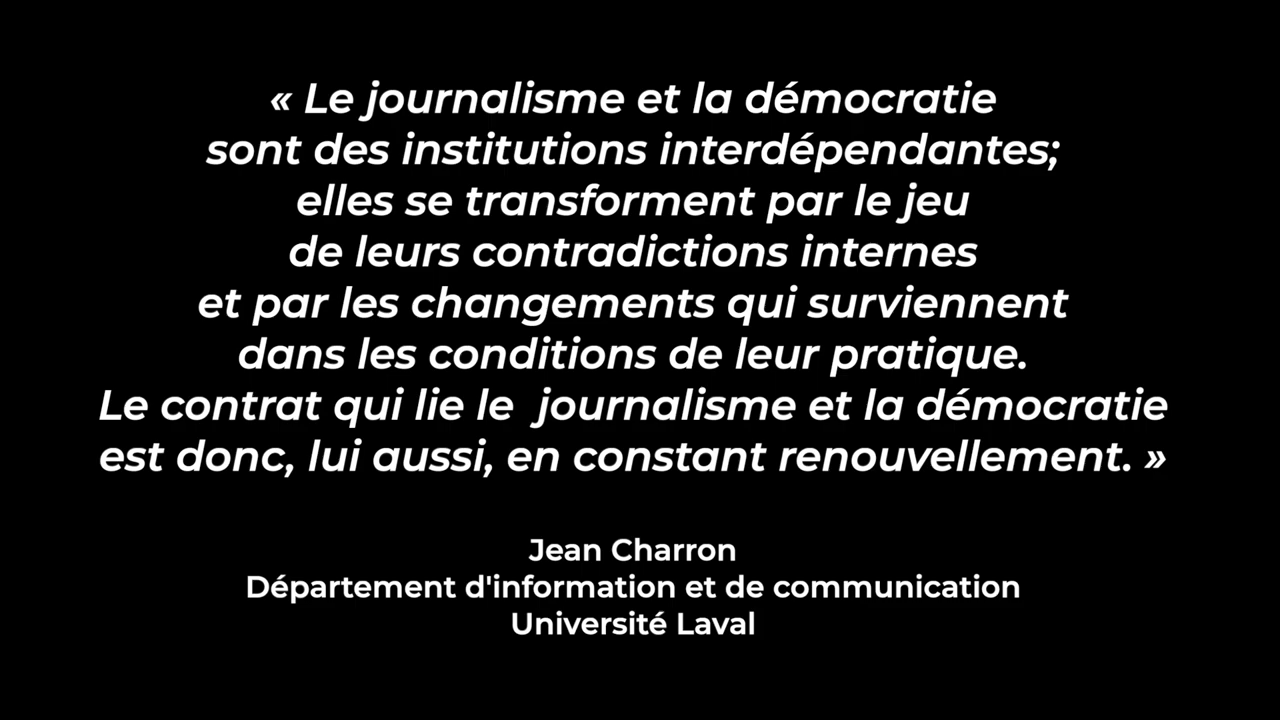 « Le journalisme et la démocratie
sont des institutions interdépendantes;
elles se transforment par le jeu
de leurs contradictions internes
et par les changements qui surviennent
dans les conditions de leur pratique.
Le contrat qui lie le  journalisme et la démocratie
est donc, lui aussi, en constant renouvellement. »
Jean Charron
Département d'information et de communication
Université Laval